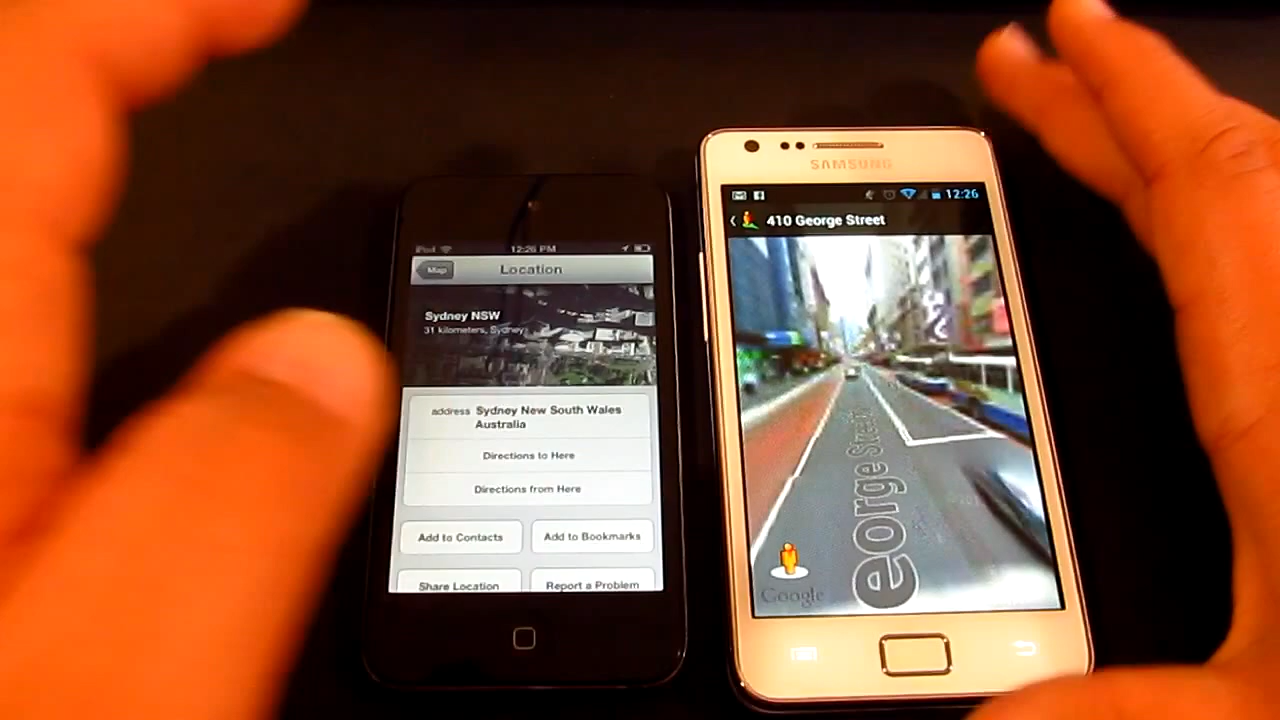 iPod 12:26 PM
Map Location
Sydney NSW
31 kilometers, Sydney
address Sydney New South Wales
Australia
Directions to Here
Directions from Here
Add to Contacts Add to Bookmarks
Share Location Report a Problem
SAMSUNG
12:26
410 George Street
eorge Street
Google